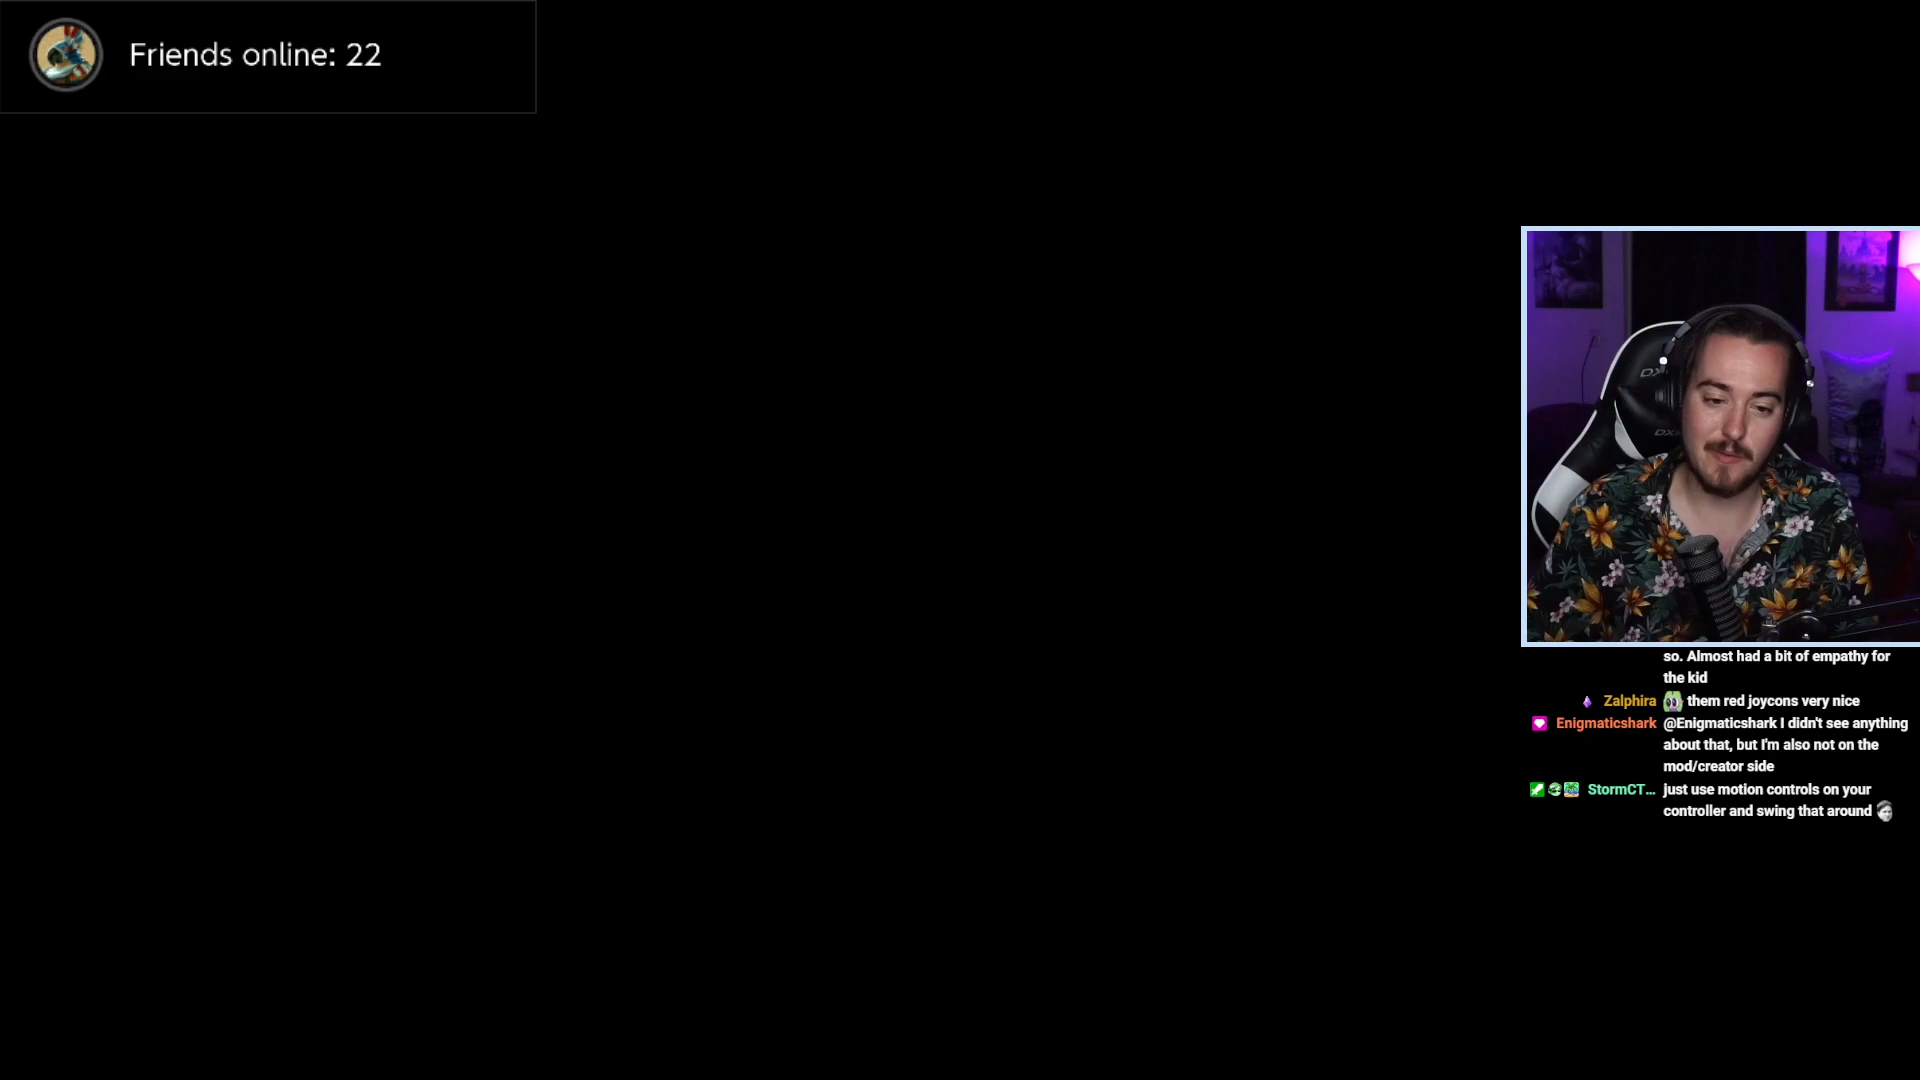 Friends online: 22
so. Almost had a bit of empathy for
the kid
Zalphira them red joycons very nice
Enigmaticshark @Enigmaticshark I didn't see anything
about that, but I'm also not on the
mod/creator side
StormCT... just use motion controls on your
controller and swing that around